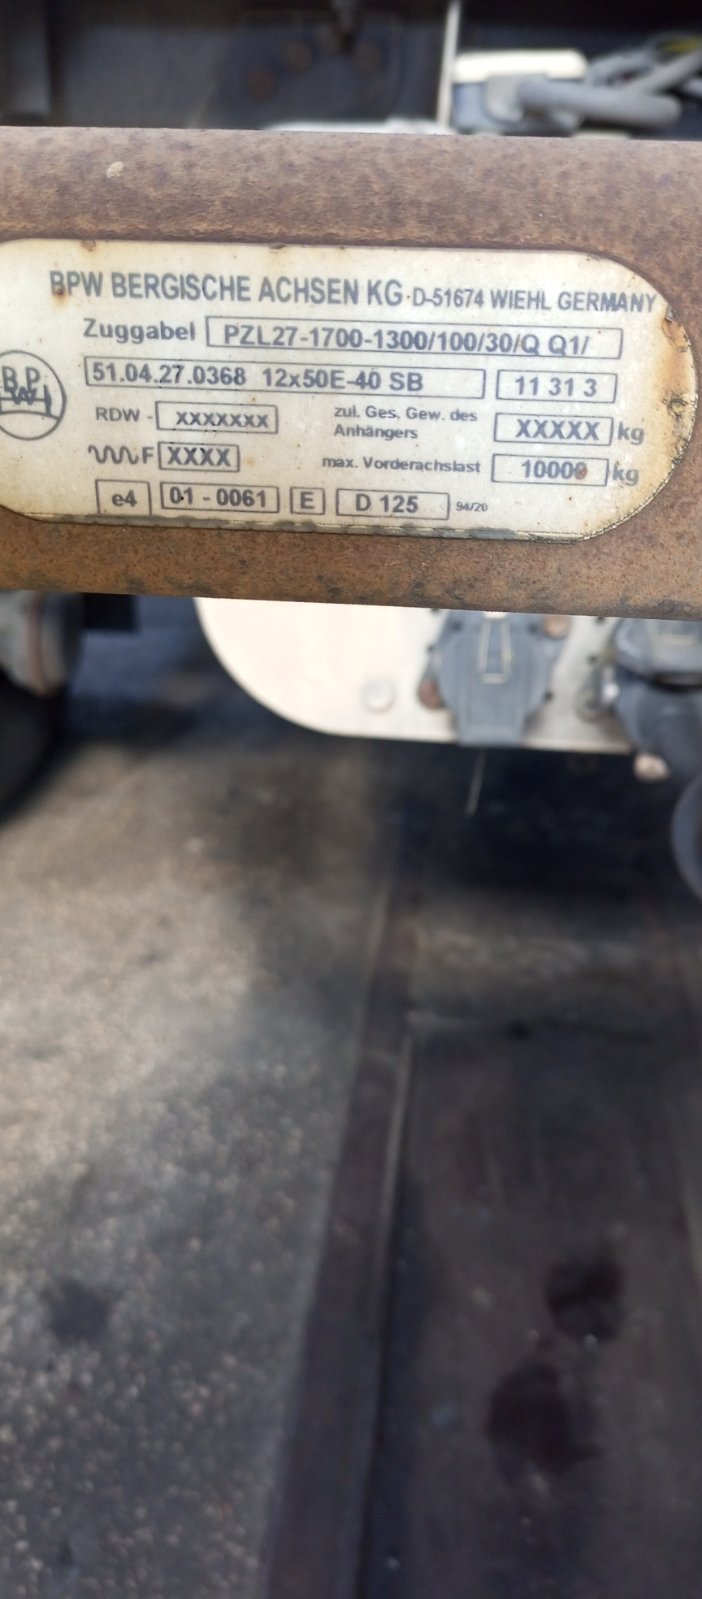 BPW BERGISCHE ACHSEN KG · D-51674 WIEHL GERMANY
Zuggabel PZL27-1700-1300/100/30/Q Q1/
51.04.27.0368 12x50E-40 SB 11 31 3
BPW
RDW - XXXXXXX zul. Ges. Gew. des Anhängers XXXXX kg
F XXXX max. Vorderachslast 10000 kg
e4 01 - 0061 E D 125 94/20